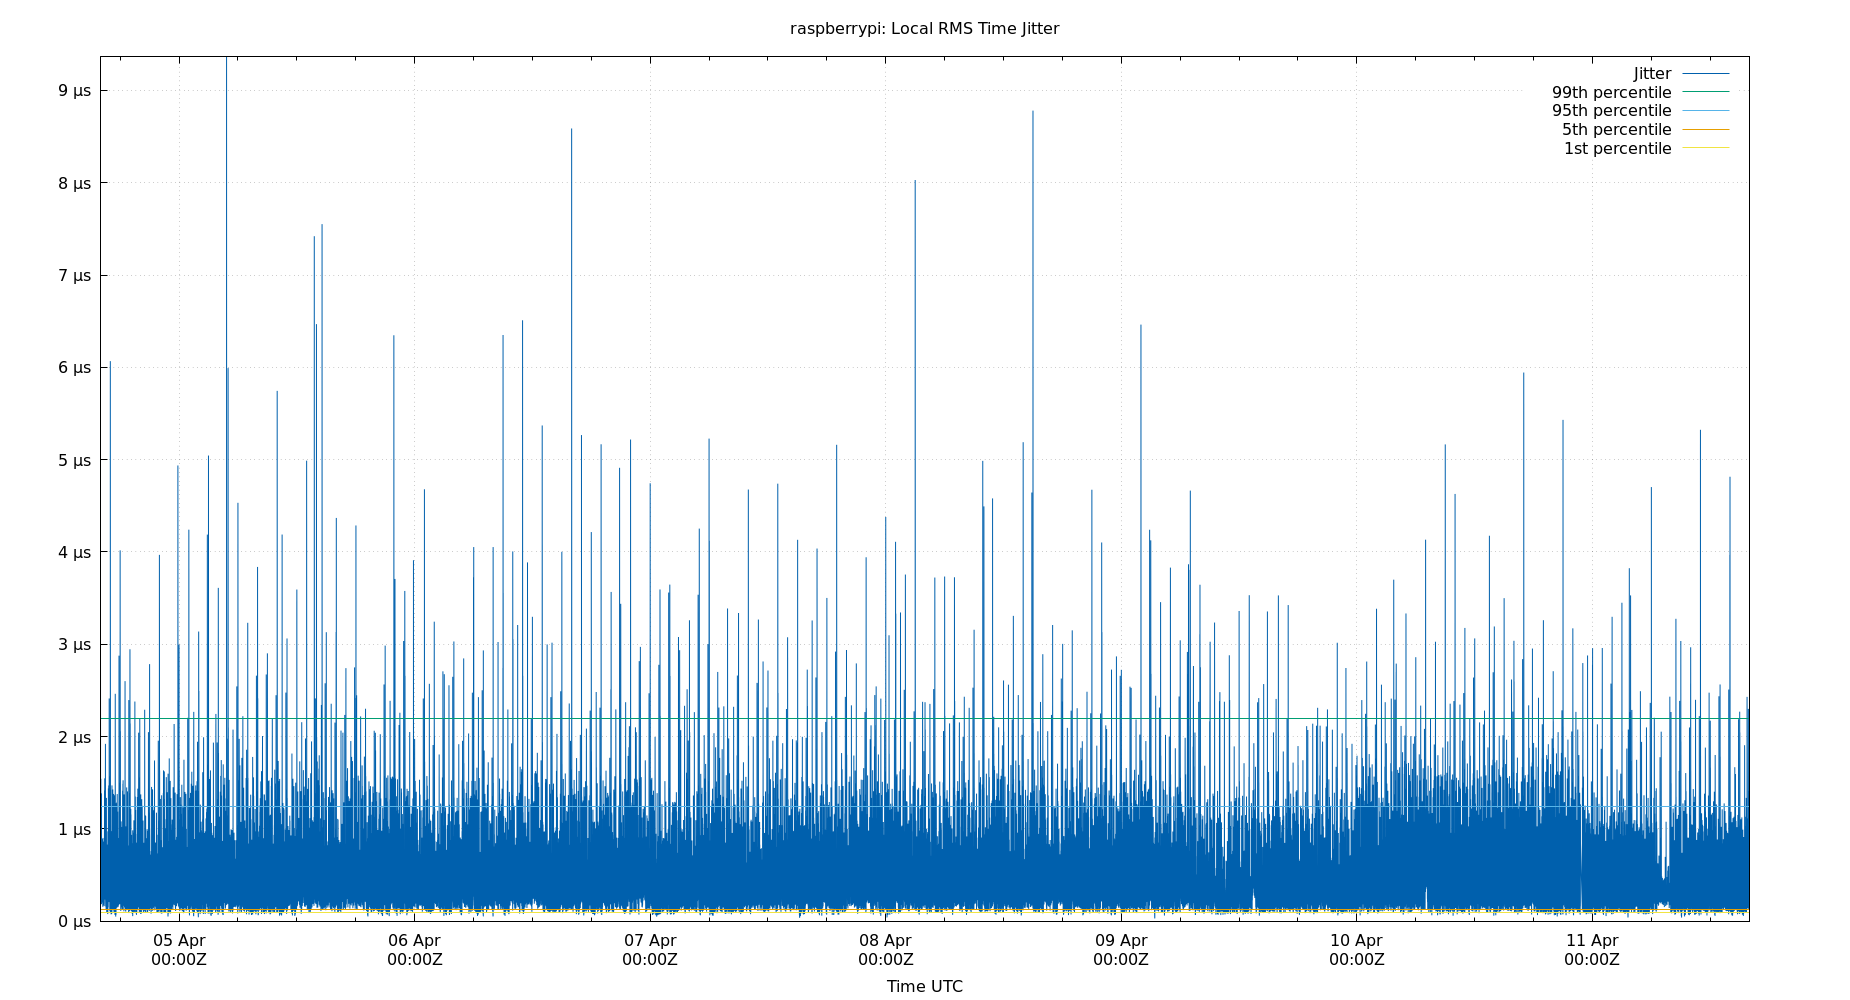 raspberrypi: Local RMS Time Jitter
Jitter
99th percentile
95th percentile
5th percentile
1st percentile
9 µs
8 µs
7 µs
6 µs
5 µs
4 µs
3 µs
2 µs
1 µs
0 µs
05 Apr 06 Apr 07 Apr 08 Apr 09 Apr 10 Apr 11 Apr
00:00Z 00:00Z 00:00Z 00:00Z 00:00Z 00:00Z 00:00Z
Time UTC